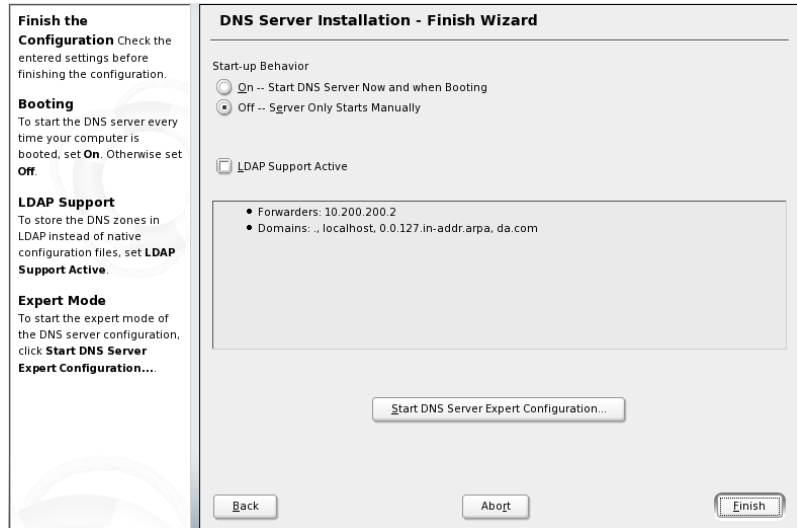 Finish the
Configuration Check the
entered settings before
finishing the configuration.
Booting
To start the DNS server every
time your computer is
booted, set On. Otherwise set
Off.
LDAP Support
To store the DNS zones in
LDAP instead of native
configuration files, set LDAP
Support Active.
Expert Mode
To start the expert mode of
the DNS server configuration,
click Start DNS Server
Expert Configuration....
DNS Server Installation - Finish Wizard
Start-up Behavior
On -- Start DNS Server Now and when Booting
Off -- Server Only Starts Manually
LDAP Support Active
• Forwarders: 10.200.200.2
• Domains: ., localhost, 0.0.127.in-addr.arpa, da.com
Start DNS Server Expert Configuration...
Back
Abort
Finish